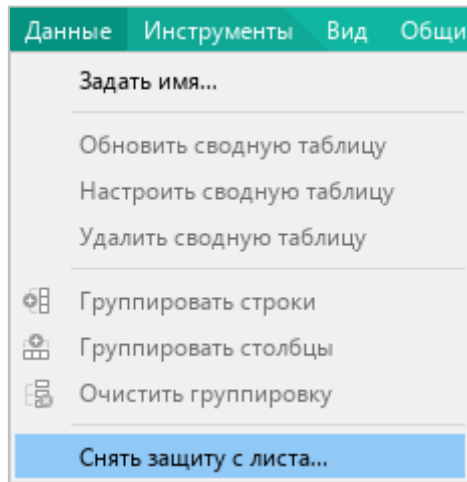 Данные Инструменты Вид Общи
Задать имя...
Обновить сводную таблицу
Настроить сводную таблицу
Удалить сводную таблицу
Группировать строки
Группировать столбцы
Очистить группировку
Снять защиту с листа...